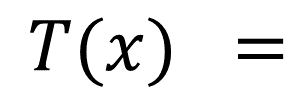 T(x) =